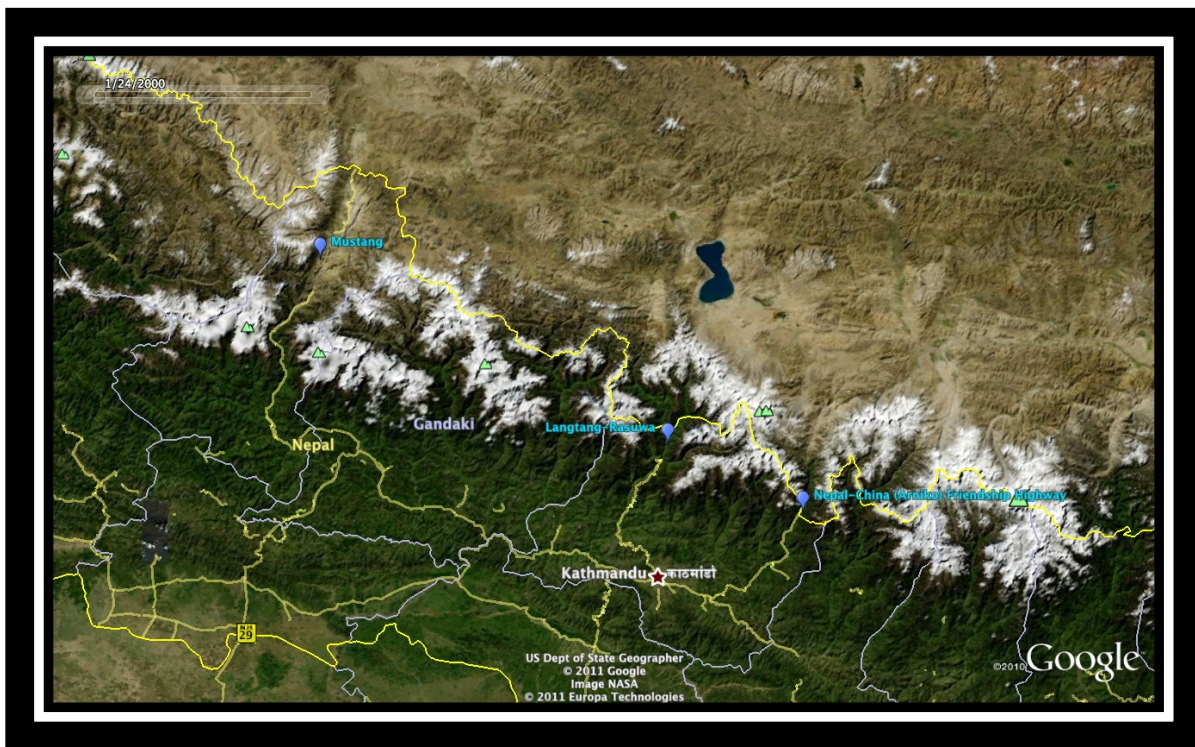 1/24/2000
Mustang
Gandaki
Langtang-Rasuwa
Nepal
Nepal-China (Arniko) Friendship Highway
Kathmandu काठमांडो
NH
29
US Dept of State Geographer
© 2011 Google
Image NASA
© 2011 Europa Technologies
©2010 Google